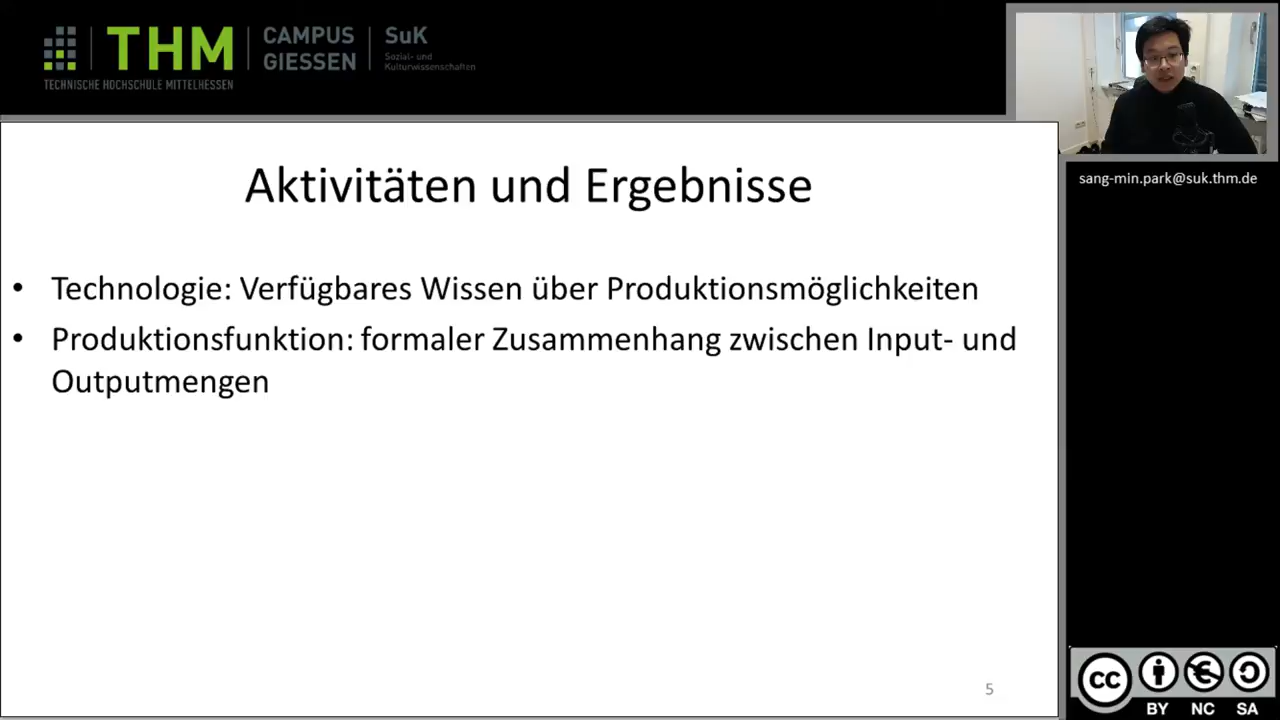 THM
CAMPUS
GIESSEN
SuK
Sozial- und
Kulturwissenschaften
TECHNISCHE HOCHSCHULE MITTELHESSEN
sang-min.park@suk.thm.de
Aktivitäten und Ergebnisse
• Technologie: Verfügbares Wissen über Produktionsmöglichkeiten
• Produktionsfunktion: formaler Zusammenhang zwischen Input- und
Outputmengen
5
cc
BY NC SA